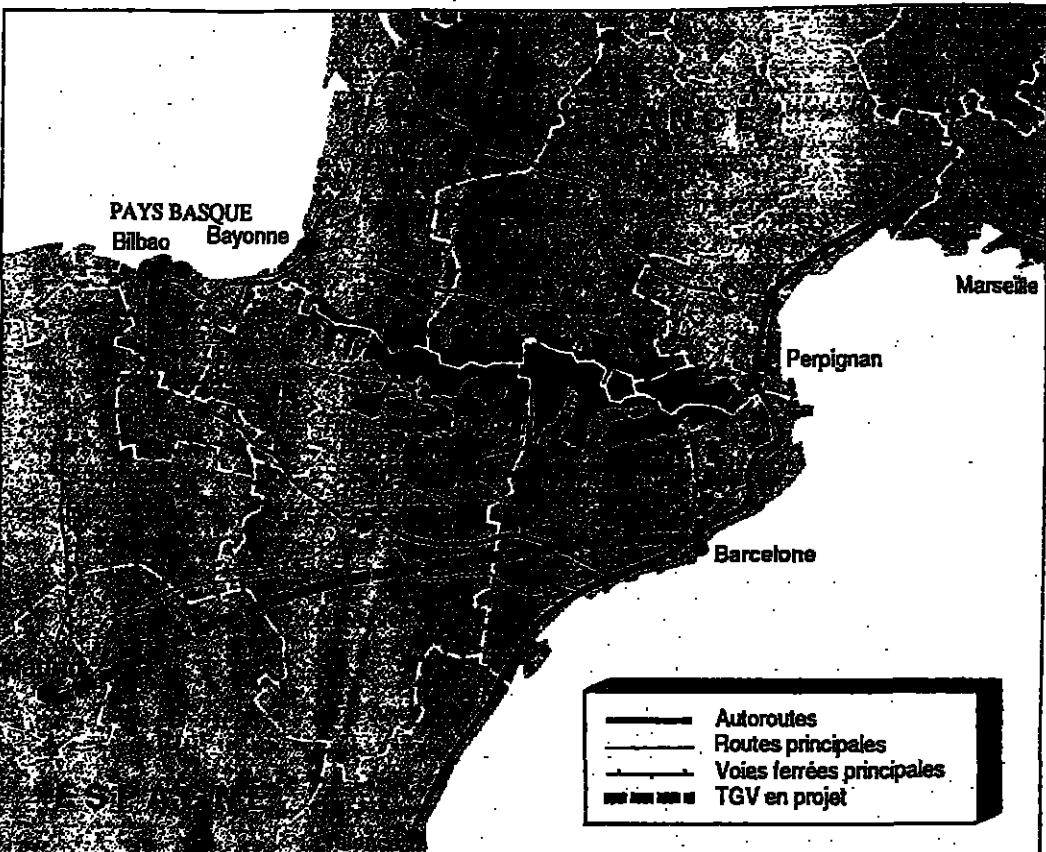 PAYS BASQUE
Bilbao
Bayonne
Marseille
Perpignan
Barcelone
Autoroutes
Routes principales
Voies ferrées principales
TGV en projet